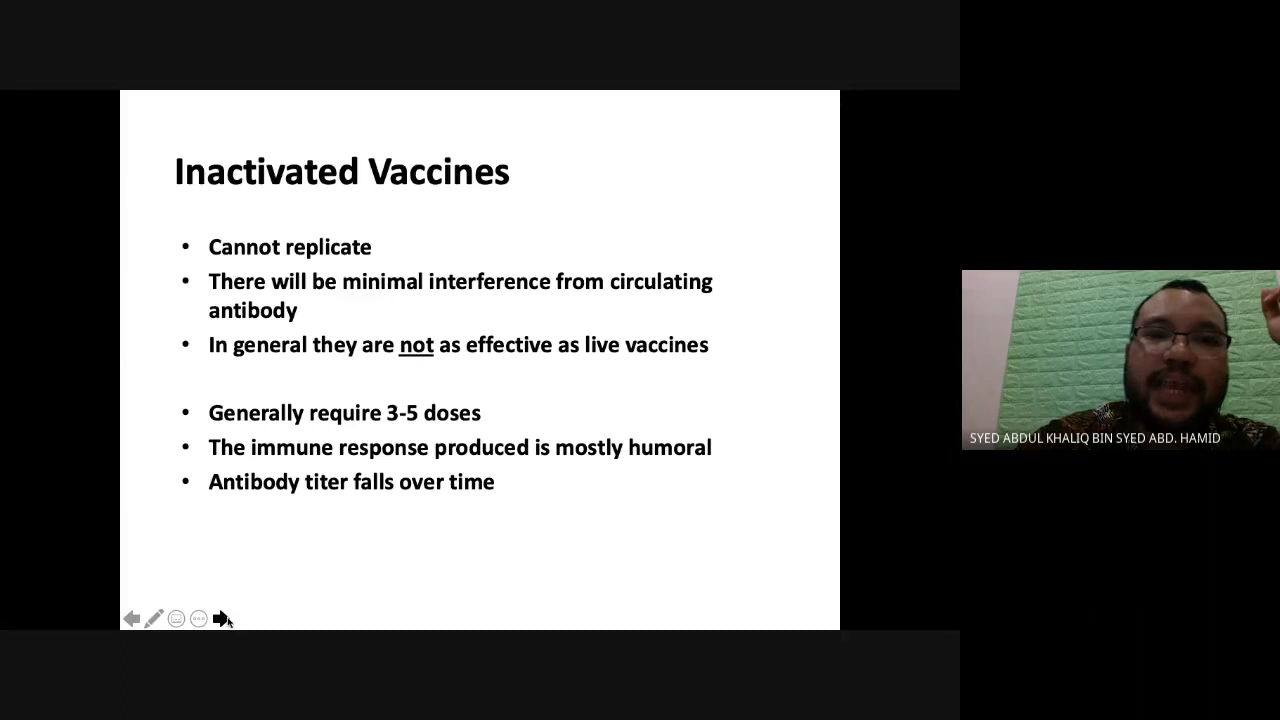 Inactivated Vaccines
• Cannot replicate
• There will be minimal interference from circulating
antibody
• In general they are not as effective as live vaccines
• Generally require 3-5 doses
• The immune response produced is mostly humoral
• Antibody titer falls over time
SYED ABDUL KHALIQ BIN SYED ABD. HAMID